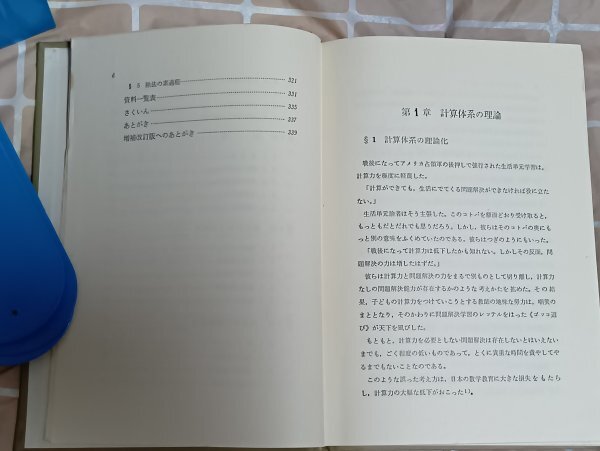 6
§5 除法の素過程 321
資料一覧表 331
さくいん 335
あとがき 337
増補改訂版へのあとがき 339
第1章 計算体系の理論
§1 計算体系の理論化
戦後になってアメリカ占領軍の後押しで強行された生活単元学習は,
計算力を極度に軽蔑した。
「計算ができても,生活にでてくる問題解決ができなければ役に立た
ない。」
生活単元論者はそう主張した。このコトバを額面どおり受け取ると,
もっともだとだれでも思うだろう。しかし,彼らはそのコトバの奥にも
っと別の意味をふくめていたのである。彼らはつぎのようにもいった。
「戦後になって計算力は低下したかも知れない。しかしその反面,問
題解決の力は増したはずだ。」
彼らは計算力と問題解決の力をまるで別ものとして切り離し,計算力
なしの問題解決能力が存在するかのような考えかたを拡めた。その結
果,子どもの計算力をつけていこうとする教師の地味な努力は,嘲笑の
まととなり,そのかわりに問題解決学習のレッテルをはった《ゴッコ遊
び》が天下を風びした。
もともと,計算力を必要としない問題解決は存在しないとはいえない
までも,ごく程度の低いものであって,とくに貴重な時間を費やしてや
るまでもないことなのである。
このような誤った考え方は,日本の数学教育に大きな損失をもたら
し,計算力の大幅な低下がおこったい。